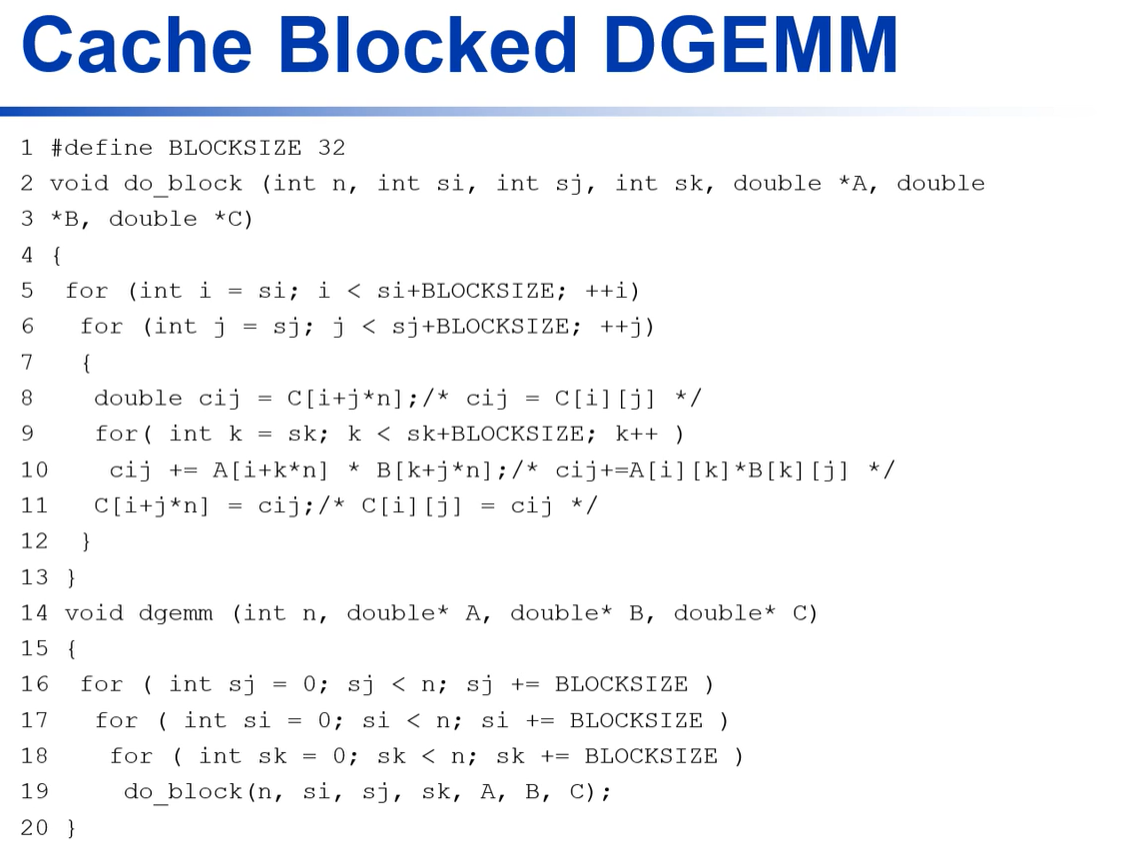 Cache Blocked DGEMM
1 #define BLOCKSIZE 32
2 void do_block (int n, int si, int sj, int sk, double *A, double
3 *B, double *C)
4 {
5  for (int i = si; i < si+BLOCKSIZE; ++i)
6   for (int j = sj; j < sj+BLOCKSIZE; ++j)
7   {
8    double cij = C[i+j*n];/* cij = C[i][j] */
9    for( int k = sk; k < sk+BLOCKSIZE; k++ )
10    cij += A[i+k*n] * B[k+j*n];/* cij+=A[i][k]*B[k][j] */
11   C[i+j*n] = cij;/* C[i][j] = cij */
12  }
13 }
14 void dgemm (int n, double* A, double* B, double* C)
15 {
16  for ( int sj = 0; sj < n; sj += BLOCKSIZE )
17   for ( int si = 0; si < n; si += BLOCKSIZE )
18    for ( int sk = 0; sk < n; sk += BLOCKSIZE )
19     do_block(n, si, sj, sk, A, B, C);
20 }